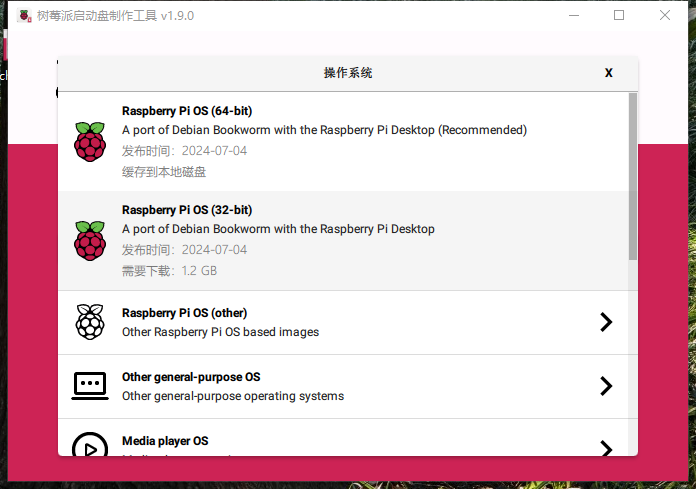 树莓派启动盘制作工具 v1.9.0
操作系统
X
Raspberry Pi OS (64-bit)
A port of Debian Bookworm with the Raspberry Pi Desktop (Recommended)
发布时间：2024-07-04
缓存到本地磁盘
Raspberry Pi OS (32-bit)
A port of Debian Bookworm with the Raspberry Pi Desktop
发布时间：2024-07-04
需要下载：1.2 GB
Raspberry Pi OS (other)
Other Raspberry Pi OS based images
Other general-purpose OS
Other general-purpose operating systems
Media player OS